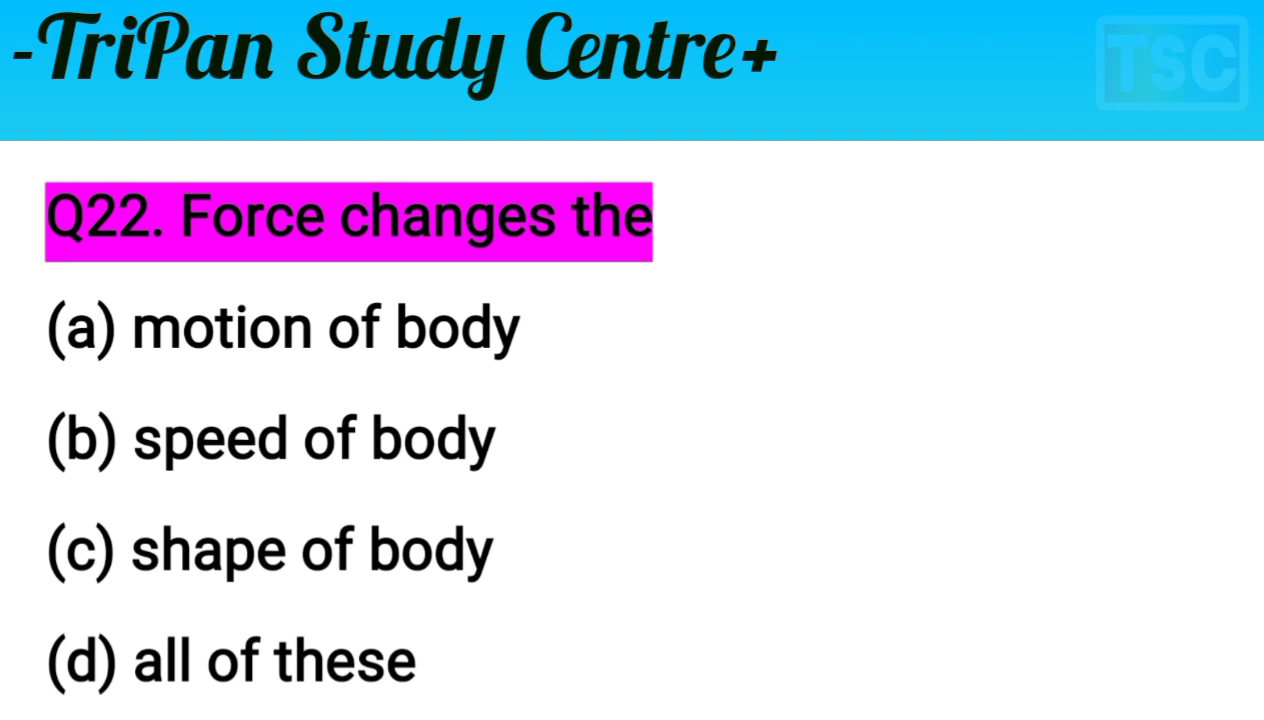 -TriPan Study Centre+
TSC
Q22. Force changes the
(a) motion of body
(b) speed of body
(c) shape of body
(d) all of these